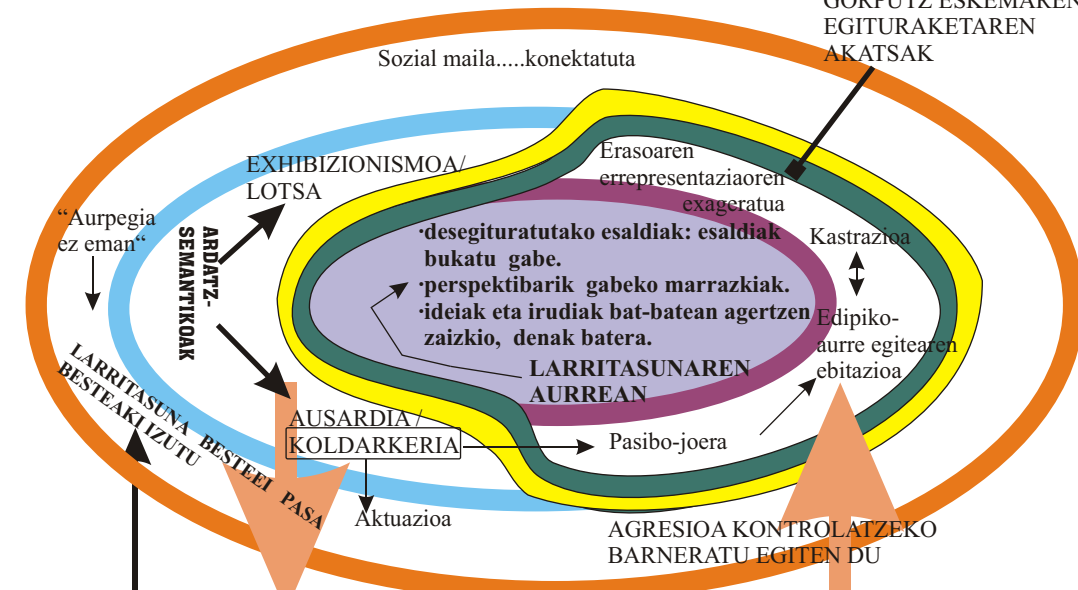 GORPUTZ ESKEMAREN
EGITURAKETAREN
AKATSAK
Sozial maila.....konektatuta
EXHIBIZIONISMOA/
LOTSA
Erasoaren
errepresentaziaoren
exageratua
“Aurpegia
ez eman“
ARDATZ-
SEMANTIKOAK
·desegituratutako esaldiak: esaldiak
bukatu gabe.
·perspektibarik gabeko marrazkiak.
·ideiak eta irudiak bat-batean agertzen
zaizkio, denak batera.
LARRITASUNAREN
AURREAN
Kastrazioa
Edipiko-
aurre egitearen
ebitazioa
LARRITASUNA BESTEEI PASA
BESTEAK IZUTU
AUSARDIA /
KOLDARKERIA
Pasibo-joera
Aktuazioa
AGRESIOA KONTROLATZEKO
BARNERATU EGITEN DU